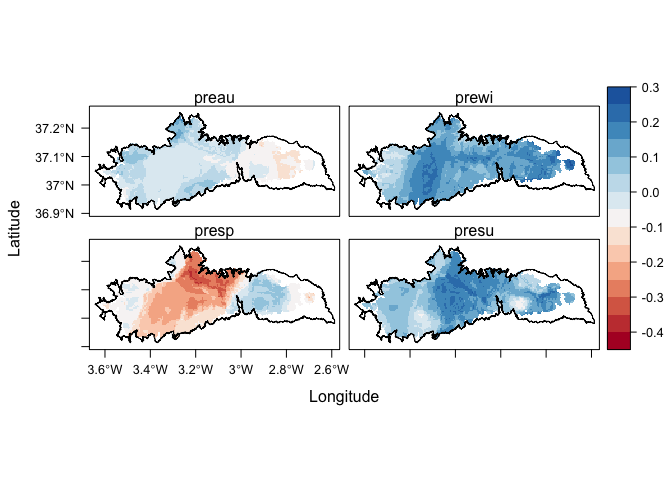 preau
prewi
37.2°N
37.1°N
37°N
36.9°N
presp
presu
3.6°W 3.4°W 3.2°W 3°W 2.8°W 2.6°W
Latitude
Longitude
0.3
0.2
0.1
0.0
-0.1
-0.1
-0.2
-0.3
-0.4